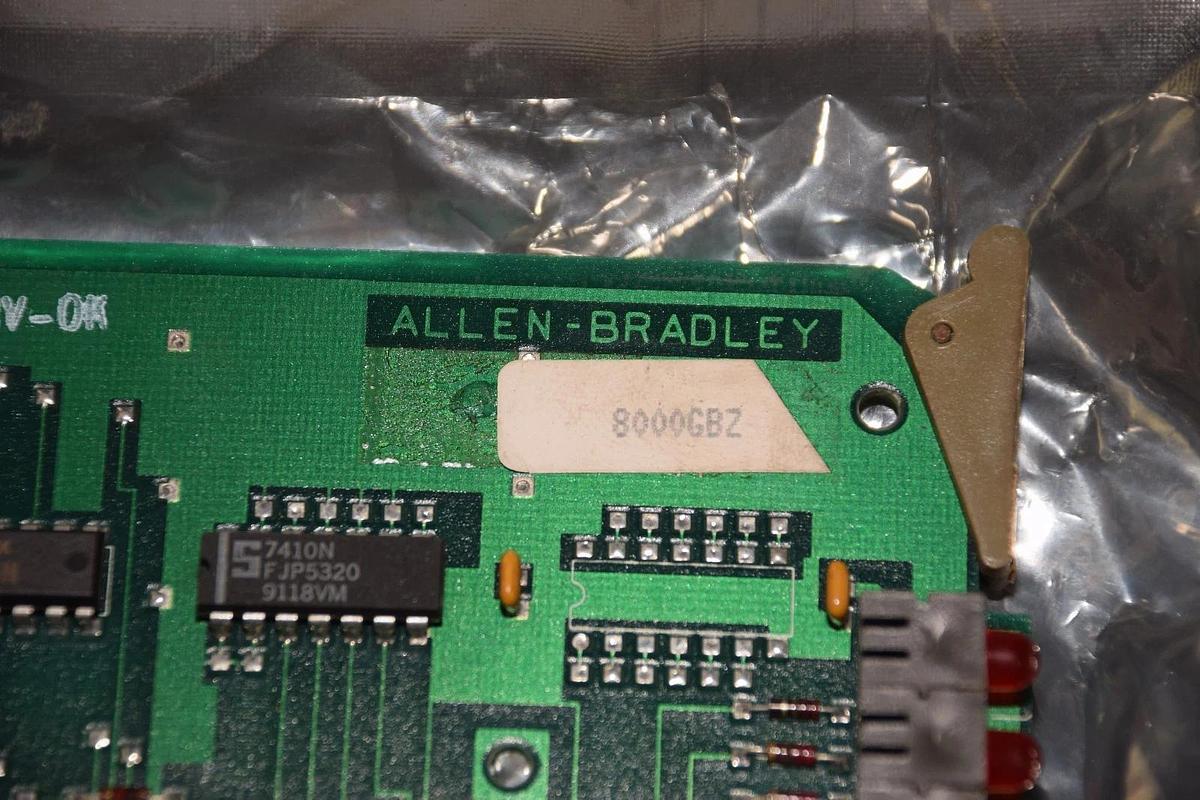 V-OK
ALLEN-BRADLEY
8000GBZ
S 7410N
FJP5320
9118VM